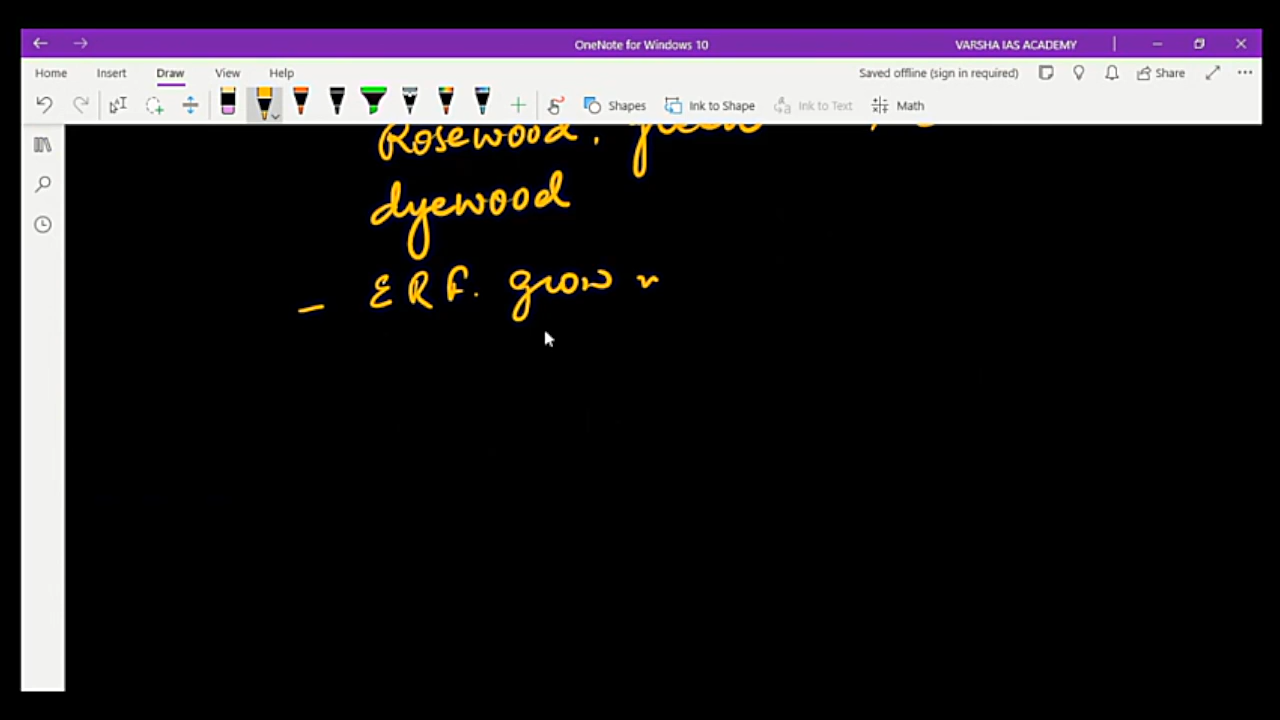 OneNote for Windows 10 VARSHA IAS ACADEMY
Home Insert Draw View Help Saved offline (sign in required) Share
Shapes Ink to Shape Ink to Text Math
Rosewood,
dyewood
- ERF. grow